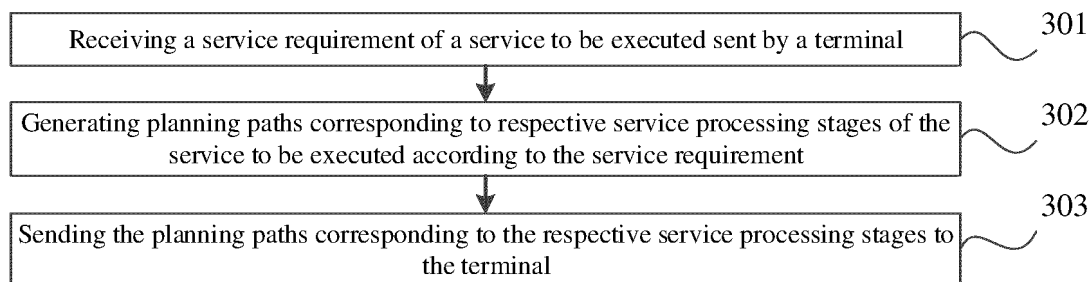 Receiving a service requirement of a service to be executed sent by a terminal
301
Generating planning paths corresponding to respective service processing stages of the
service to be executed according to the service requirement
302
Sending the planning paths corresponding to the respective service processing stages to
the terminal
303